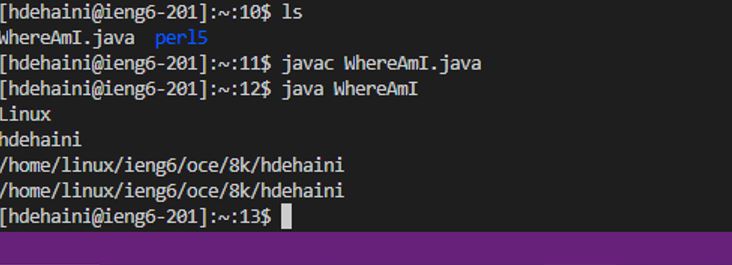 [hdehaini@ieng6-201]:~:10$ ls
WhereAmI.java  perl5
[hdehaini@ieng6-201]:~:11$ javac WhereAmI.java
[hdehaini@ieng6-201]:~:12$ java WhereAmI
Linux
hdehaini
/home/linux/ieng6/oce/8k/hdehaini
/home/linux/ieng6/oce/8k/hdehaini
[hdehaini@ieng6-201]:~:13$